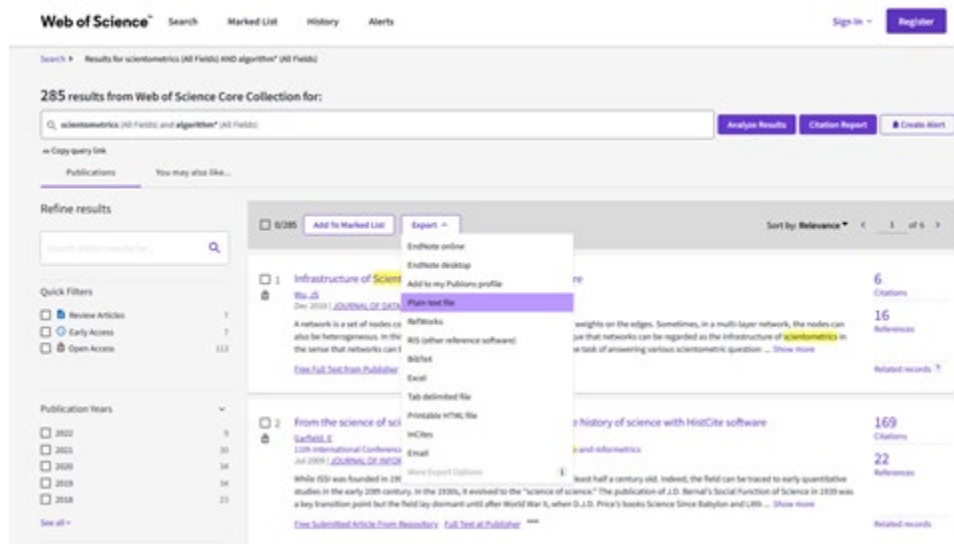 Web of Science™ Search Marked List History Alerts Sign In Register
Search > Results for scientometrics (All Fields) AND algorithm* (All Fields)
285 results from Web of Science Core Collection for:
scientometrics (All Fields) and algorithm* (All Fields)
Analyze Results Citation Report Create Alert
Copy query link
Publications You may also like...
Refine results
0/285 Add To Marked List Export Sort by: Relevance < 1 of 6 >
Search within results for...
EndNote online
EndNote desktop
Add to my Publons profile
Plain text file
RefWorks
RIS (other reference software)
BibTeX
Excel
Tab delimited file
Printable HTML file
InCites
Email
More Export Options
Quick Filters
Review Articles 7
Early Access 7
Open Access 113
Publication Years
2022 9
2021 30
2020 34
2019 34
2018 23
See all
1 Infrastructure of Scient re
Wu, JS
Dec 2019 | JOURNAL OF DATA
A network is a set of nodes co weights on the edges. Sometimes, in a multi-layer network, the nodes can
also be heterogeneous. In thi ue that networks can be regarded as the infrastructure of scientometrics in
the sense that networks can b e task of answering various scientometric question ... Show more
Free Full Text from Publisher
6
Citations
16
References
Related records ?
2 From the science of sci e history of science with HistCite software
Garfield, E
11th International Conference and Informetrics
Jul 2009 | JOURNAL OF INFOR
While ISSI was founded in 19 least half a century old. Indeed, the field can be traced to early quantitative
studies in the early 20th century. In the 1930s, it evolved to the "science of science." The publication of J.D. Bernal's Social Function of Science in 1939 was
a key transition point but the field lay dormant until after World War II, when D.J.D. Price's books Science Since Babylon and Littl ... Show more
Free Submitted Article From Repository Full Text at Publisher
169
Citations
22
References
Related records